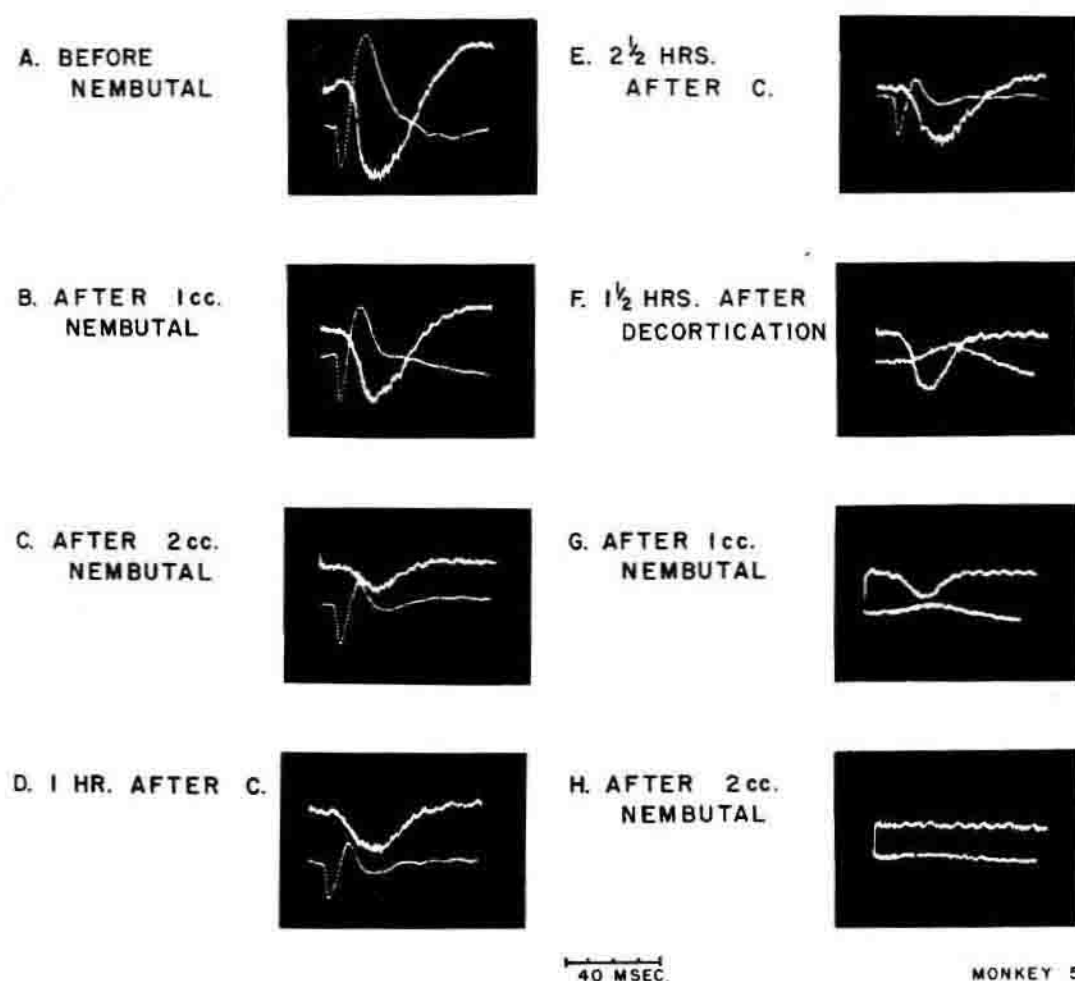 A. BEFORE
NEMBUTAL
B. AFTER 1cc.
NEMBUTAL
C. AFTER 2cc.
NEMBUTAL
D. 1 HR. AFTER C.
E. 2½ HRS.
AFTER C.
F. 1½ HRS. AFTER
DECORTICATION
G. AFTER 1cc.
NEMBUTAL
H. AFTER 2cc.
NEMBUTAL
40 MSEC.
MONKEY 5